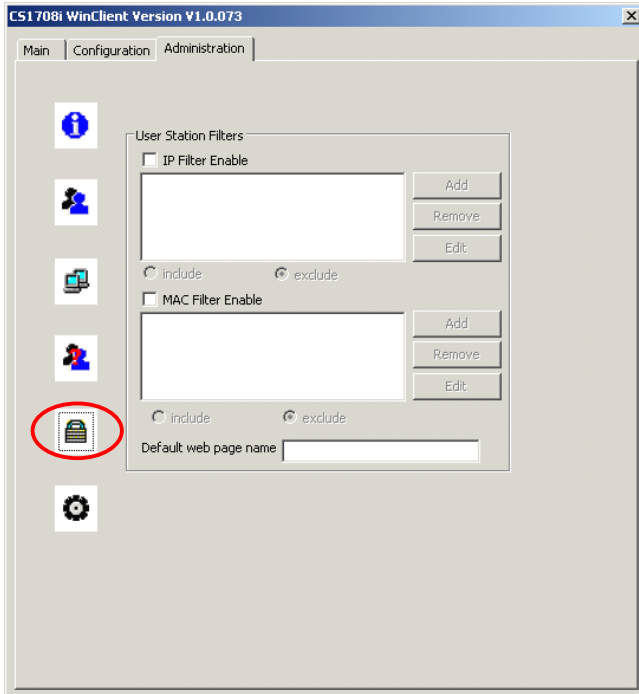 CS1708i WinClient Version V1.0.073
Main Configuration Administration
User Station Filters
IP Filter Enable
Add
Remove
Edit
include exclude
MAC Filter Enable
Add
Remove
Edit
include exclude
Default web page name